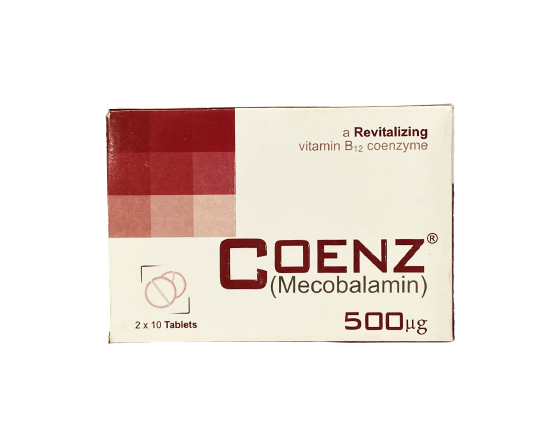 a Revitalizing
vitamin B₁₂ coenzyme
COENZ®
(Mecobalamin)
500µg
2 x 10 Tablets